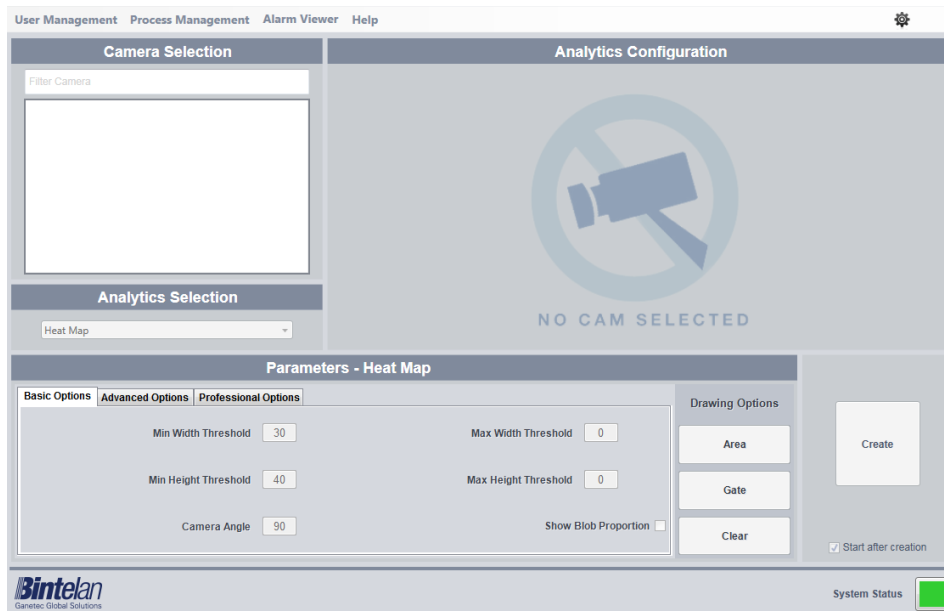 User Management Process Management Alarm Viewer Help
Camera Selection
Filter Camera
Analytics Selection
Heat Map
Analytics Configuration
NO CAM SELECTED
Parameters - Heat Map
Basic Options Advanced Options Professional Options
Min Width Threshold 30 Max Width Threshold 0
Min Height Threshold 40 Max Height Threshold 0
Camera Angle 90 Show Blob Proportion
Drawing Options
Area
Gate
Clear
Create
Start after creation
Bintelan
Ganetec Global Solutions
System Status